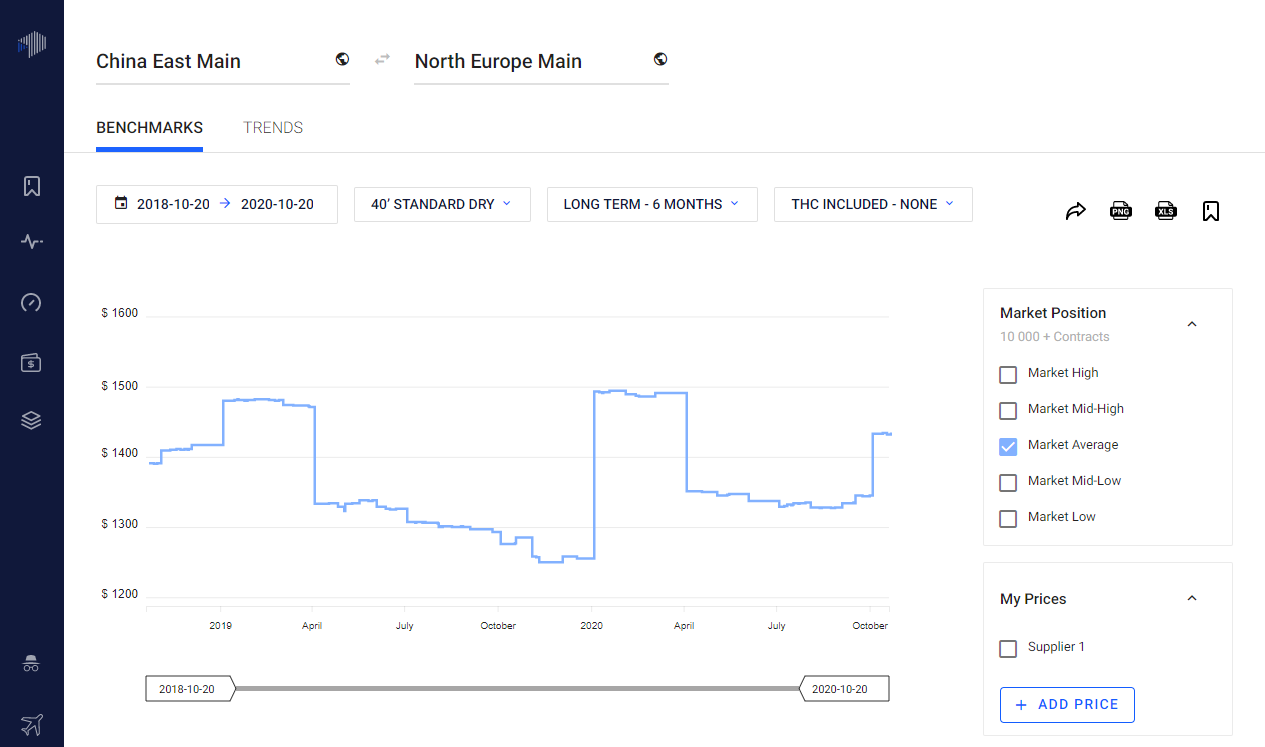 China East Main
North Europe Main
BENCHMARKS
TRENDS
2018-10-20 → 2020-10-20
40’ STANDARD DRY
LONG TERM - 6 MONTHS
THC INCLUDED - NONE
PNG
XLS
$ 1600
$ 1500
$ 1400
$ 1300
$ 1200
2019 April July October 2020 April July October
2018-10-20
2020-10-20
Market Position
10 000 + Contracts
Market High
Market Mid-High
Market Average
Market Mid-Low
Market Low
My Prices
Supplier 1
+ ADD PRICE